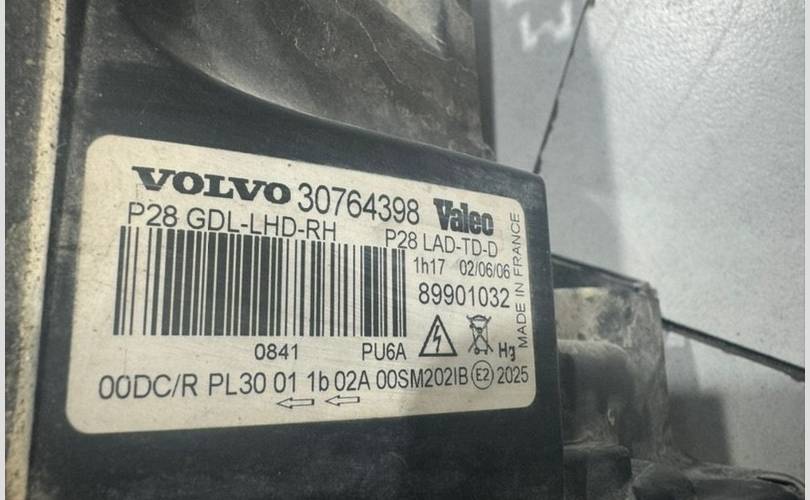 VOLVO 30764398 Valeo
P28 GDL-LHD-RH P28 LAD-TD-D
1h17 02/06/06
89901032
MADE IN FRANCE
Hg
0841 PU6A
00DC/R PL30 01 1b 02A 00SM202IB E2 2025